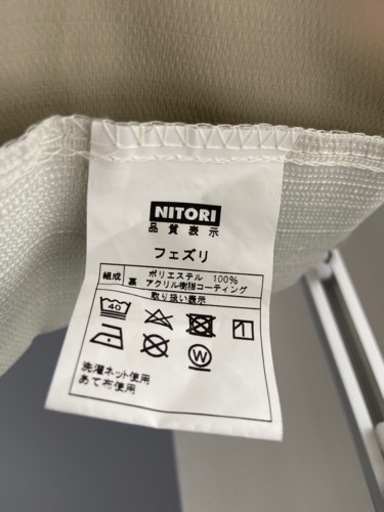 NITORI
品質表示
フェズリ
組成 ポリエステル 100%
裏 アクリル樹脂コーティング
取り扱い表示
40
W
洗濯ネット使用
あて布使用